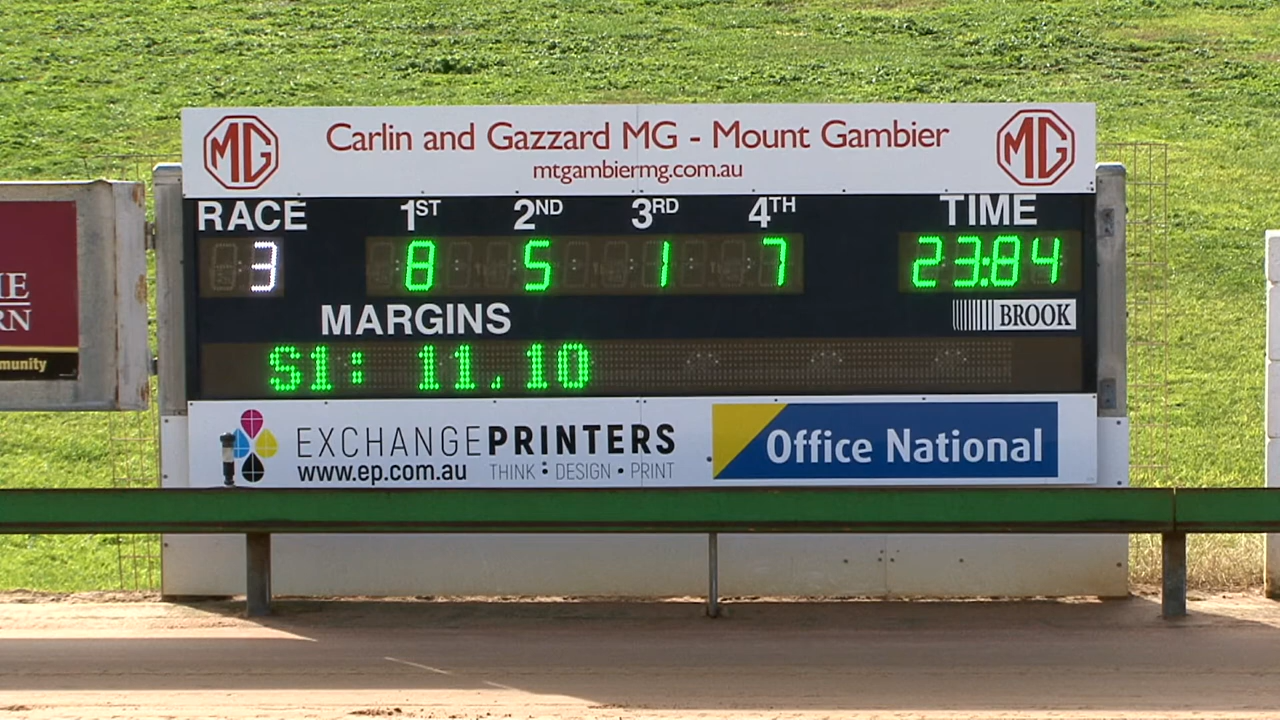 MG Carlin and Gazzard MG - Mount Gambier MG
mtgambiermg.com.au
RACE 1ST 2ND 3RD 4TH TIME
3 8 5 1 7 23:84
MARGINS BROOK
S1: 11.10
EXCHANGEPRINTERS
www.ep.com.au THINK : DESIGN • PRINT
Office National
IE
RN
munity